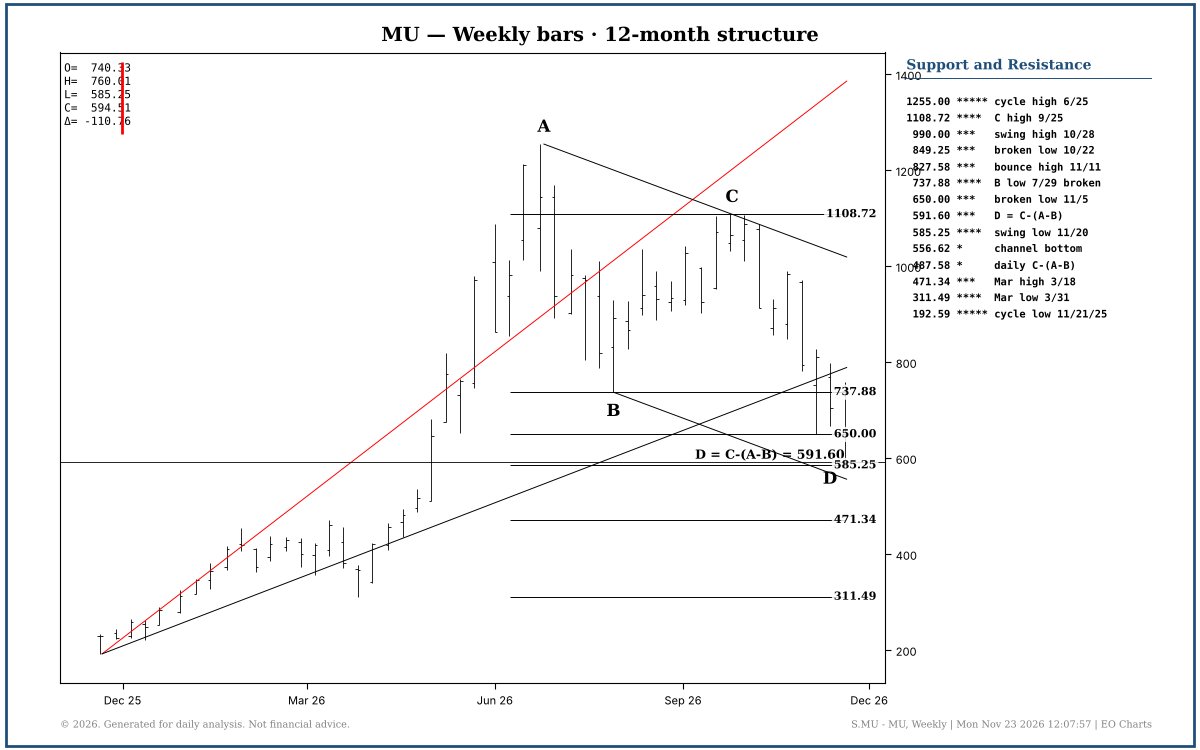 MU — Weekly bars · 12-month structure
O= 740.33
H= 760.01
L= 585.25
C= 594.51
Δ= -110.76
Support and Resistance
1255.00 ***** cycle high 6/25
1108.72 **** C high 9/25
990.00 *** swing high 10/28
849.25 *** broken low 10/22
827.58 *** bounce high 11/11
737.88 **** B low 7/29 broken
650.00 *** broken low 11/5
591.60 *** D = C-(A-B)
585.25 **** swing low 11/20
556.62 * channel bottom
487.58 * daily C-(A-B)
471.34 *** Mar high 3/18
311.49 **** Mar low 3/31
192.59 ***** cycle low 11/21/25
1400
1200
1000
800
600
400
200
A
C
1108.72
737.88
B
650.00
D = C-(A-B) = 591.60
585.25
D
471.34
311.49
Dec 25
Mar 26
Jun 26
Sep 26
Dec 26
© 2026. Generated for daily analysis. Not financial advice.
S.MU - MU, Weekly | Mon Nov 23 2026 12:07:57 | EO Charts